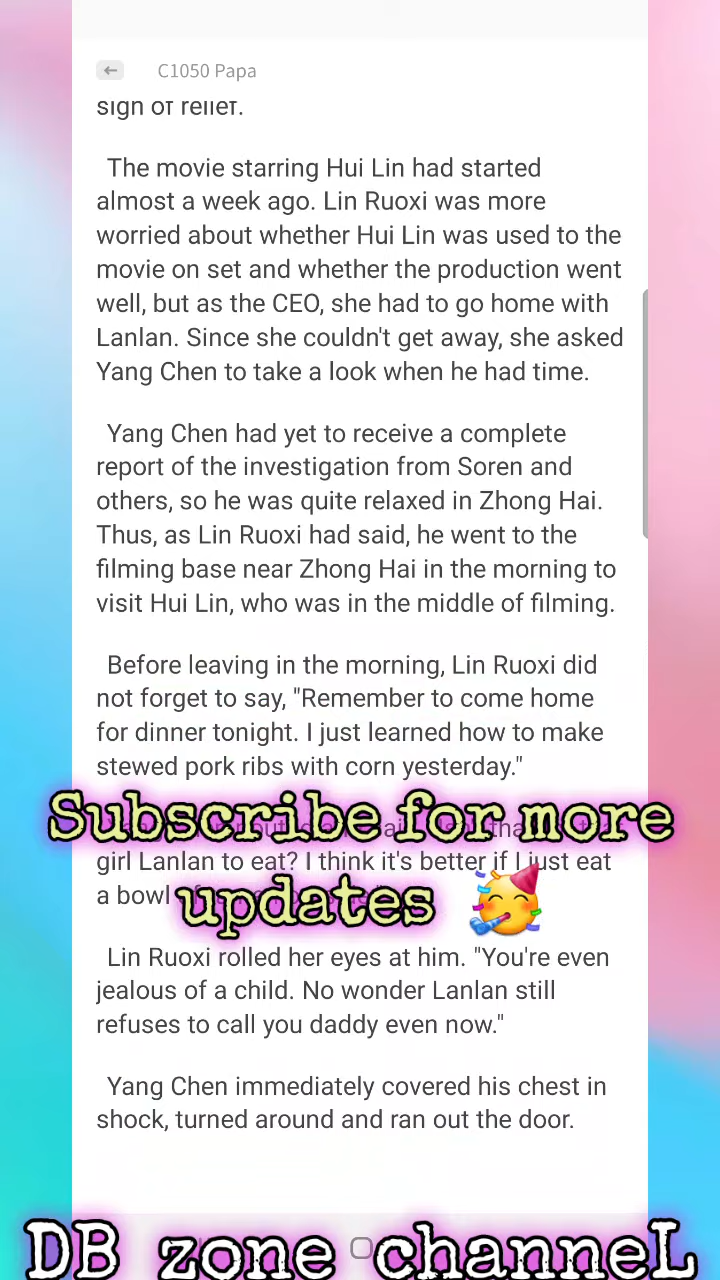 C1050 Papa
sign of relief.
The movie starring Hui Lin had started
almost a week ago. Lin Ruoxi was more
worried about whether Hui Lin was used to the
movie on set and whether the production went
well, but as the CEO, she had to go home with
Lanlan. Since she couldn't get away, she asked
Yang Chen to take a look when he had time.
Yang Chen had yet to receive a complete
report of the investigation from Soren and
others, so he was quite relaxed in Zhong Hai.
Thus, as Lin Ruoxi had said, he went to the
filming base near Zhong Hai in the morning to
visit Hui Lin, who was in the middle of filming.
Before leaving in the morning, Lin Ruoxi did
not forget to say, "Remember to come home
for dinner tonight. I just learned how to make
stewed pork ribs with corn yesterday."
Subscribe for more
girl Lanlan to eat? I think it's better if I just eat
a bowl
updates
Lin Ruoxi rolled her eyes at him. "You're even
jealous of a child. No wonder Lanlan still
refuses to call you daddy even now."
Yang Chen immediately covered his chest in
shock, turned around and ran out the door.
DB zone channeL